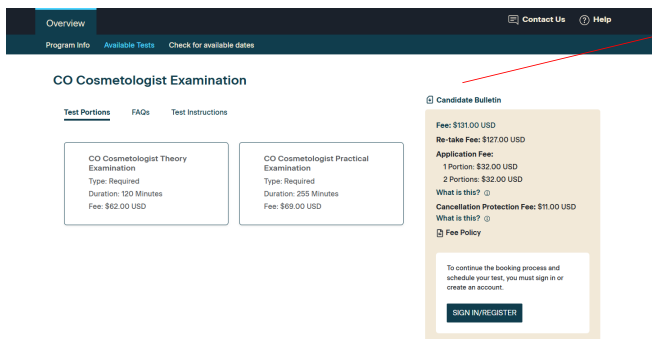 Overview
Contact Us
Help
Program Info
Available Tests
Check for available dates
CO Cosmetologist Examination
Test Portions
FAQs
Test Instructions
CO Cosmetologist Theory
Examination
Type: Required
Duration: 120 Minutes
Fee: $62.00 USD
CO Cosmetologist Practical
Examination
Type: Required
Duration: 255 Minutes
Fee: $69.00 USD
Candidate Bulletin
Fee: $131.00 USD
Re-take Fee: $127.00 USD
Application Fee:
1 Portion: $32.00 USD
2 Portions: $32.00 USD
What is this?
Cancellation Protection Fee: $11.00 USD
What is this?
Fee Policy
To continue the booking process and
schedule your test, you must sign in or
create an account.
SIGN IN/REGISTER